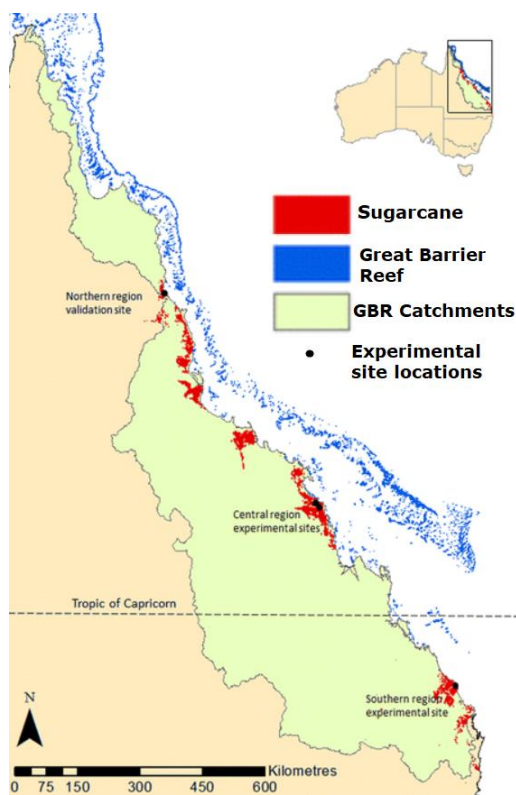 Sugarcane
Great Barrier
Reef
GBR Catchments
Experimental
site locations
Northern region
validation site
Central region
experimental sites
Tropic of Capricorn
Southern region
experimental site
N
Kilometres
0 75 150 300 450 600